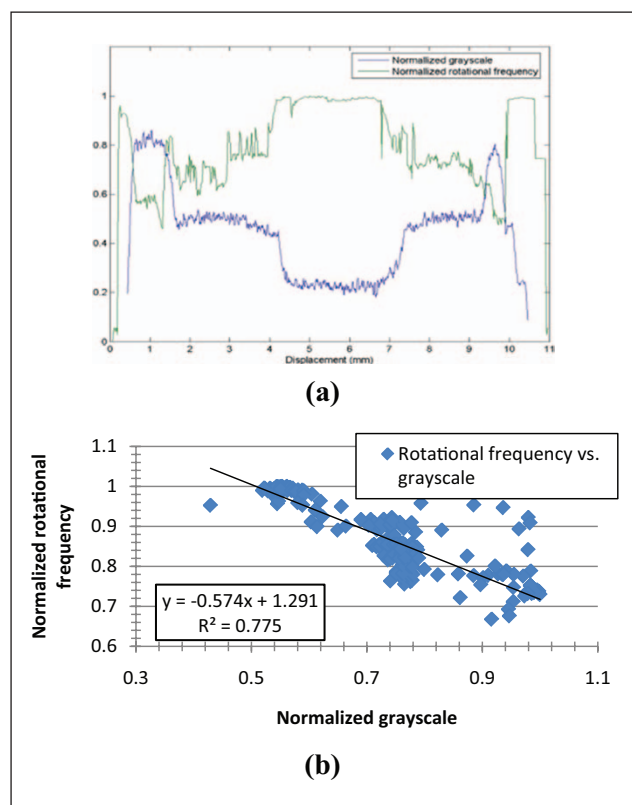 Normallized grayscale
Normallized rotational frequency
1
0.8
0.6
0.4
0.2
0
0 1 2 3 4 5 6 7 8 9 10 11
Displacement (mm)
(a)
Normalized rotational
frequency
1.1
1
0.9
0.8
0.7
0.6
Rotational frequency vs.
grayscale
y = -0.574x + 1.291
R² = 0.775
0.3 0.5 0.7 0.9 1.1
Normalized grayscale
(b)